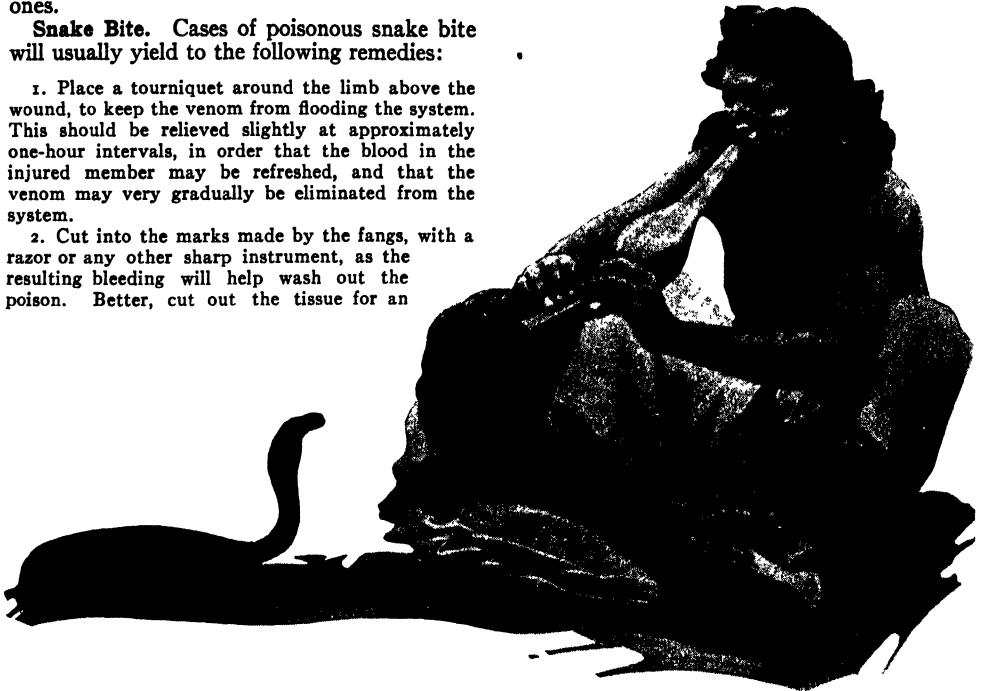 ones.
Snake Bite. Cases of poisonous snake bite
will usually yield to the following remedies:
1. Place a tourniquet around the limb above the
wound, to keep the venom from flooding the system.
This should be relieved slightly at approximately
one-hour intervals, in order that the blood in the
injured member may be refreshed, and that the
venom may very gradually be eliminated from the
system.
2. Cut into the marks made by the fangs, with a
razor or any other sharp instrument, as the
resulting bleeding will help wash out the
poison. Better, cut out the tissue for an